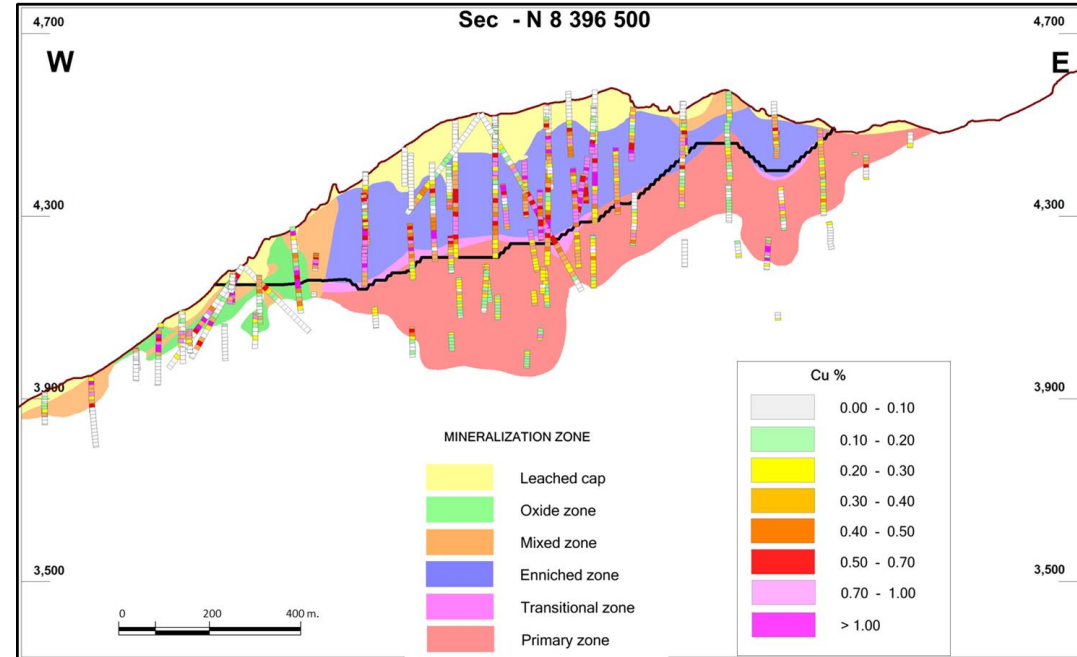 Sec - N 8 396 500
4,700
4,700
W
E
4,300
4,300
3,900
3,900
3,500
3,500
MINERALIZATION ZONE
Leached cap
Oxide zone
Mixed zone
Enniched zone
Transitional zone
Primary zone
0 200 400 m.
Cu %
0.00 - 0.10
0.10 - 0.20
0.20 - 0.30
0.30 - 0.40
0.40 - 0.50
0.50 - 0.70
0.70 - 1.00
> 1.00